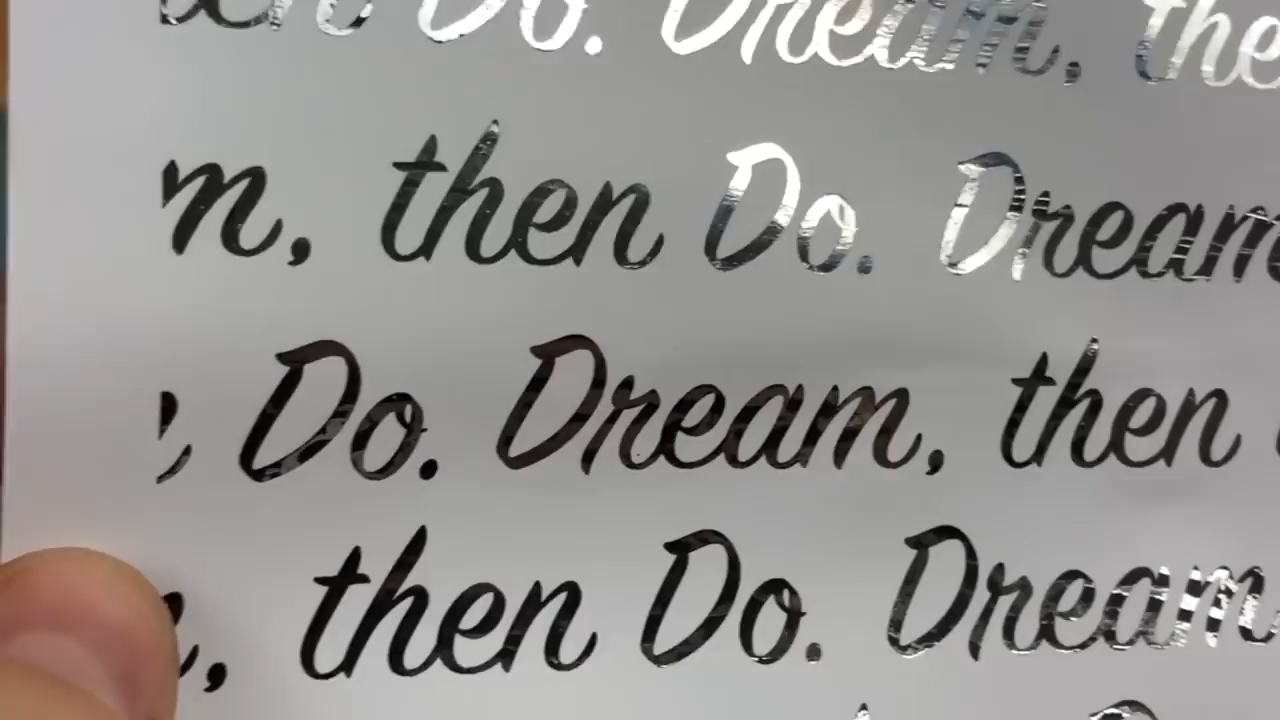 Do. Dream, the
m, then Do. Dream
, Do. Dream, then
, then Do. Dream